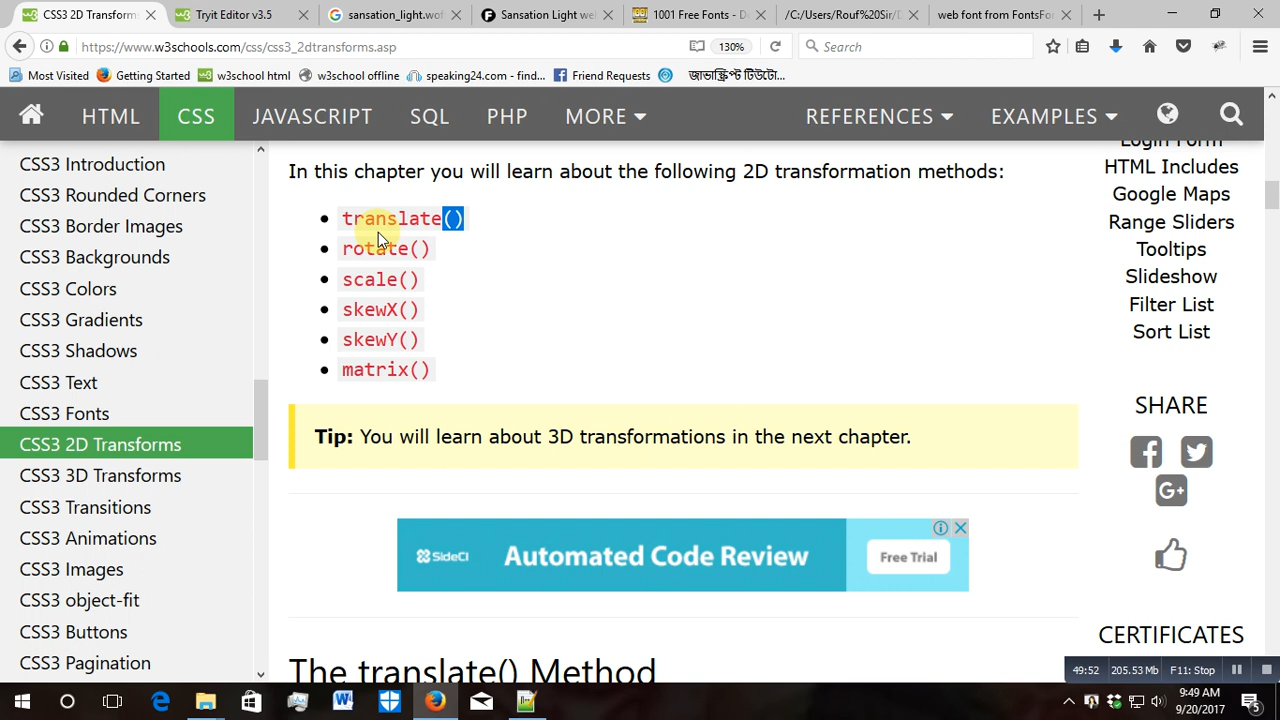 CSS3 2D Transforms
Tryit Editor v3.5
sansation_light.wof
Sansation Light we
1001 Free Fonts - D
/C:/Users/Rouf%20Sir/D
web font from FontsFo
https://www.w3schools.com/css/css3_2dtransforms.asp
130%
Search
Most Visited
Getting Started
w3school html
w3school offline
speaking24.com - find...
Friend Requests
জাভাস্ক্রিপ্ট টিউটো...
HTML
CSS
JAVASCRIPT
SQL
PHP
MORE
REFERENCES
EXAMPLES
CSS3 Introduction
CSS3 Rounded Corners
CSS3 Border Images
CSS3 Backgrounds
CSS3 Colors
CSS3 Gradients
CSS3 Shadows
CSS3 Text
CSS3 Fonts
CSS3 2D Transforms
CSS3 3D Transforms
CSS3 Transitions
CSS3 Animations
CSS3 Images
CSS3 object-fit
CSS3 Buttons
CSS3 Pagination
In this chapter you will learn about the following 2D transformation methods:
translate()
rotate()
scale()
skewX()
skewY()
matrix()
Tip: You will learn about 3D transformations in the next chapter.
SideCI
Automated Code Review
Free Trial
The translate() Method
Login Form
HTML Includes
Google Maps
Range Sliders
Tooltips
Slideshow
Filter List
Sort List
SHARE
CERTIFICATES
49:52
205.53 Mb
F11: Stop
9:49 AM
9/20/2017
5